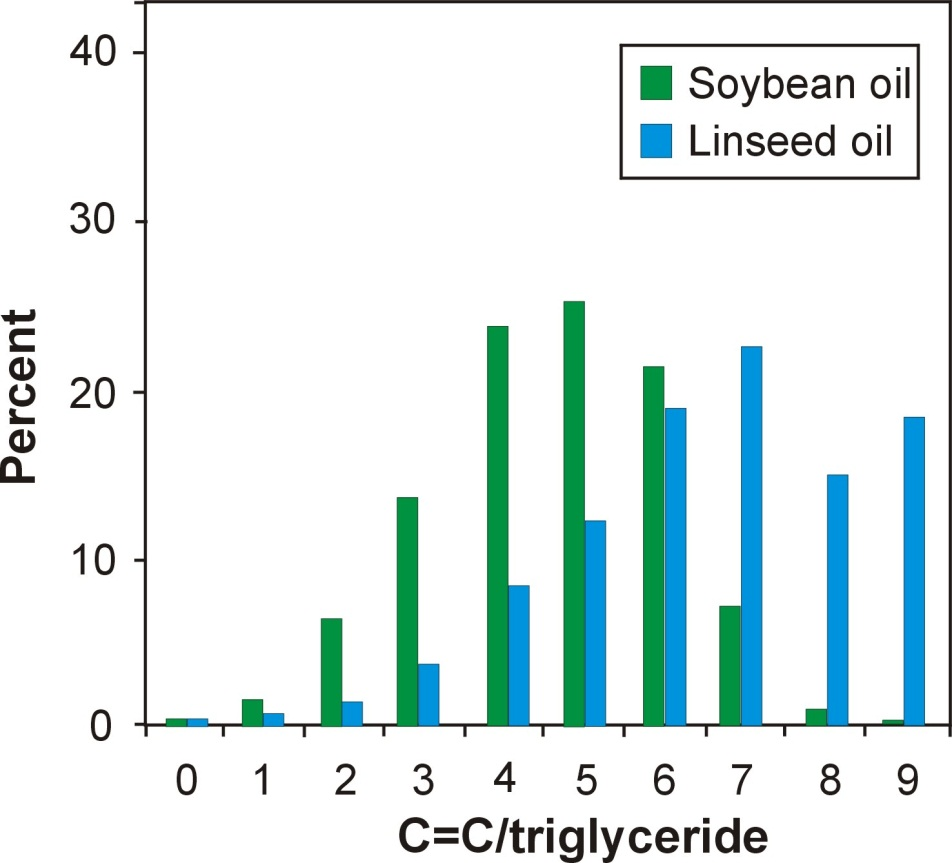 40
30
20
10
0
Percent
Soybean oil
Linseed oil
0 1 2 3 4 5 6 7 8 9
C=C/triglyceride